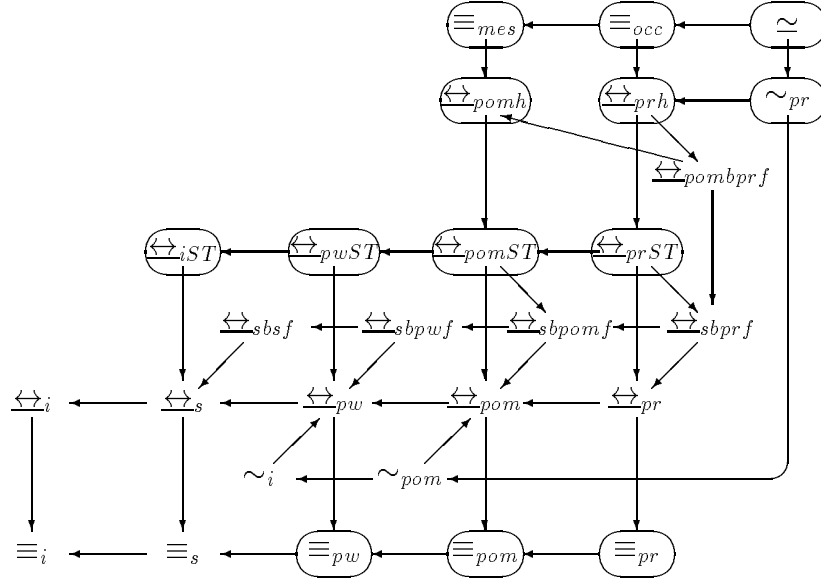 ≡mes ≡occ ≃
↔pomh ↔prh ∼pr
↔pombprf
↔iST ↔pwST ↔pomST ↔prST
↔sbsf ↔sbpwf ↔sbpomf ↔sbprf
↔i ↔s ↔pw ↔pom ↔pr
∼i ∼pom
≡i ≡s ≡pw ≡pom ≡pr